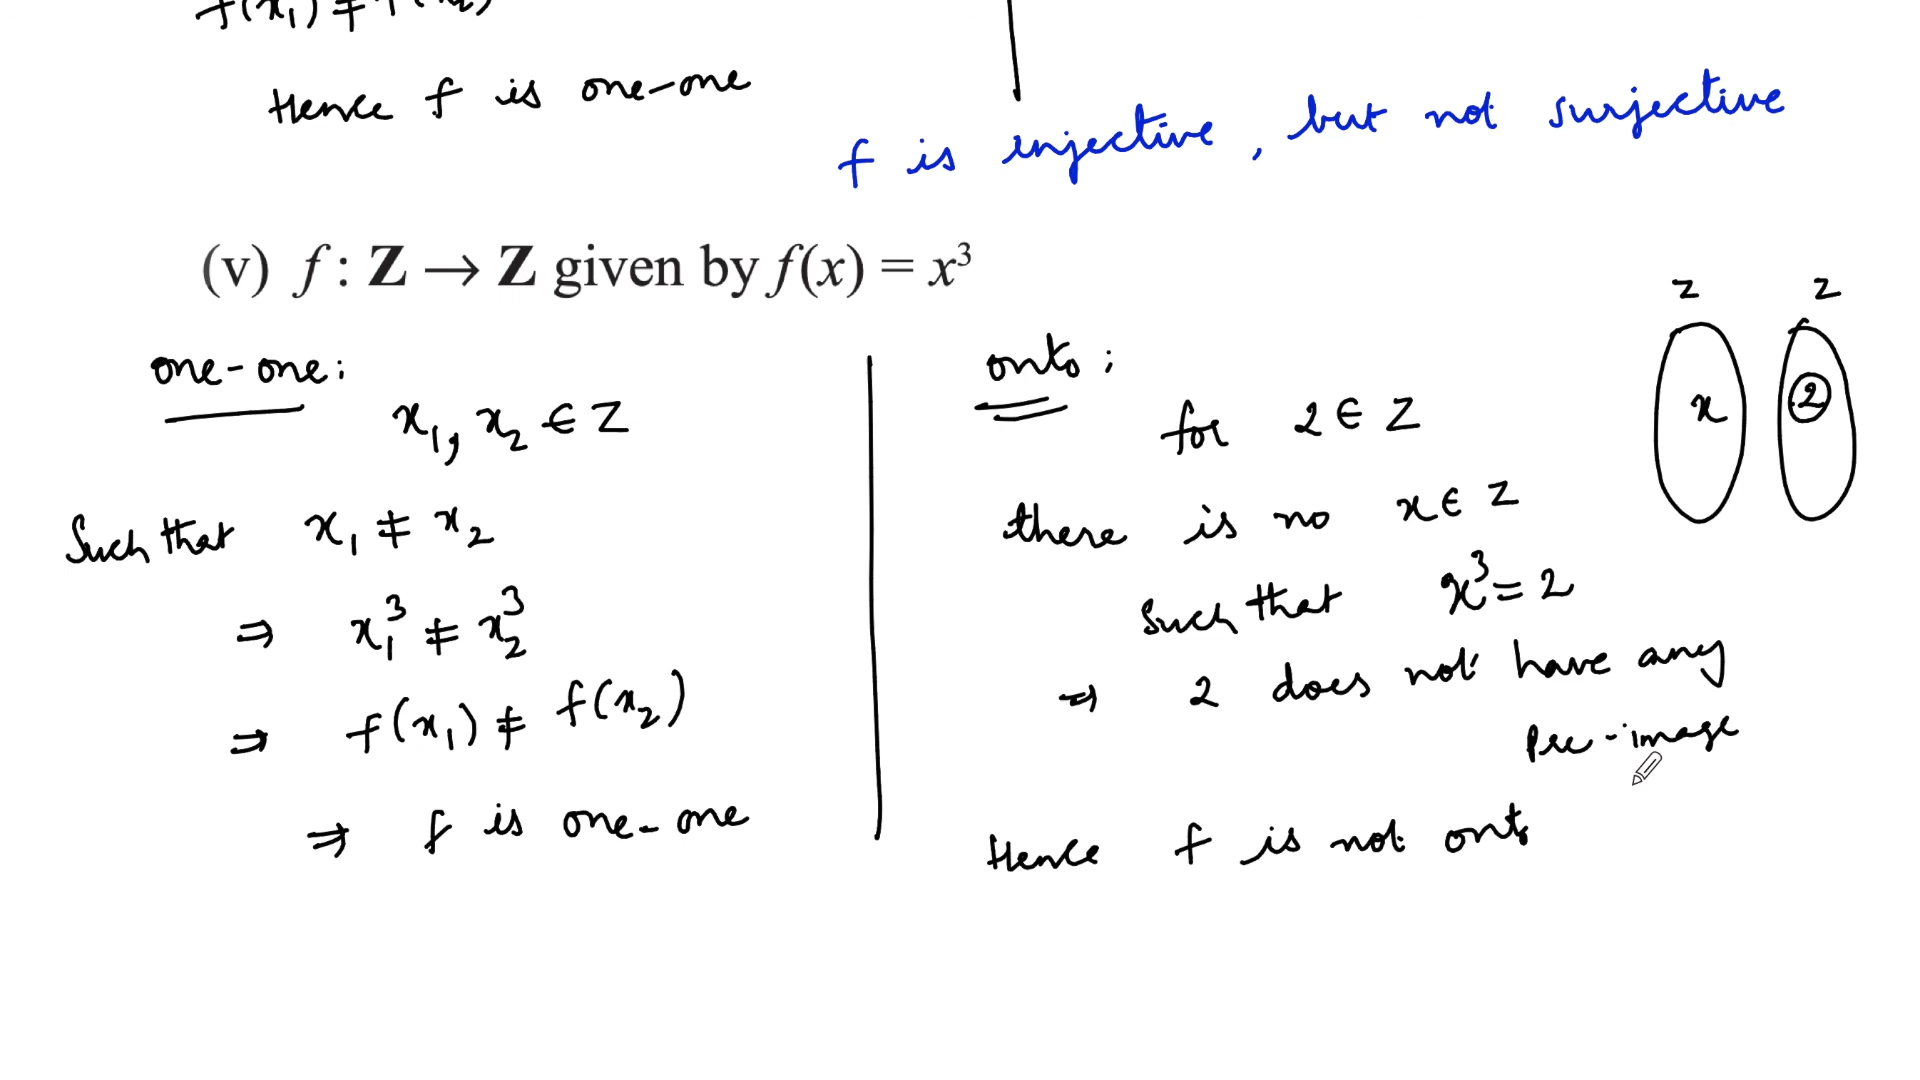 f(x₁) ≠ f(x₂)
Hence f is one-one
f is injective, but not surjective
(v) f : Z → Z given by f(x) = x³
one-one:
x₁, x₂ ∈ Z
Such that x₁ ≠ x₂
⇒ x₁³ ≠ x₂³
⇒ f(x₁) ≠ f(x₂)
⇒ f is one-one
onto:
for 2 ∈ Z
there is no x ∈ Z
Such that x³ = 2
⇒ 2 does not have any
Pre-image
Hence f is not onto
Z Z
x 2